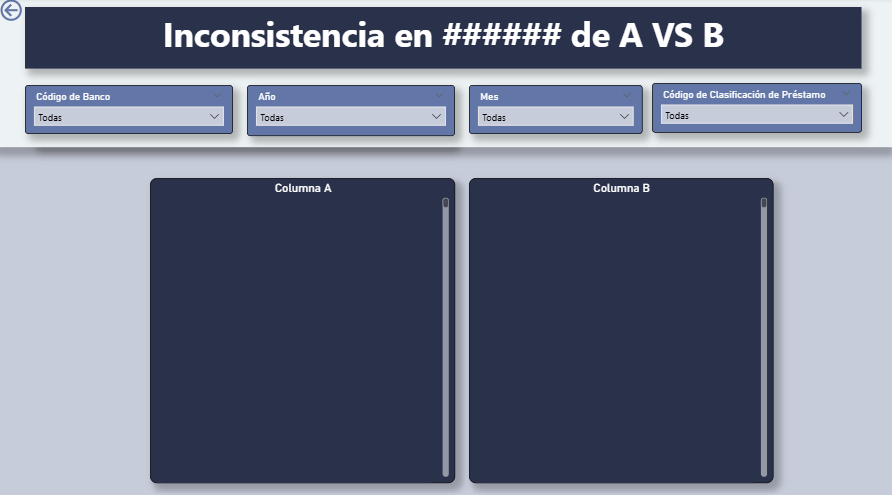 Inconsistencia en ###### de A VS B
Código de Banco
Todas
Año
Todas
Mes
Todas
Código de Clasificación de Préstamo
Todas
Columna A
Columna B